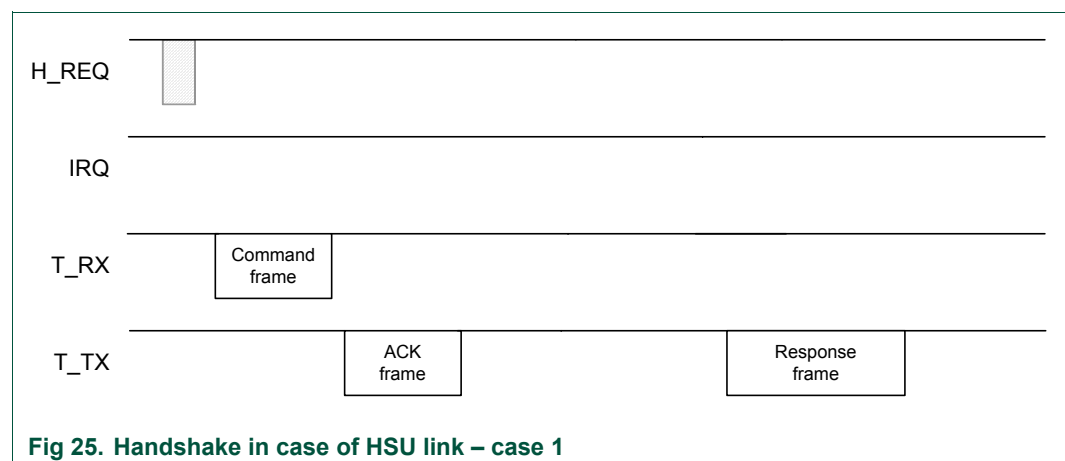 H_REQ
IRQ
T_RX
Command
frame
T_TX
ACK
frame
Response
frame
Fig 25. Handshake in case of HSU link – case 1